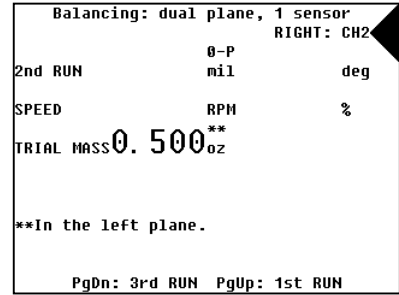 Balancing: dual plane, 1 sensor
RIGHT: CH2
0-P
2nd RUN mil deg
SPEED RPM %
TRIAL MASS 0.500** oz
**In the left plane.
PgDn: 3rd RUN PgUp: 1st RUN